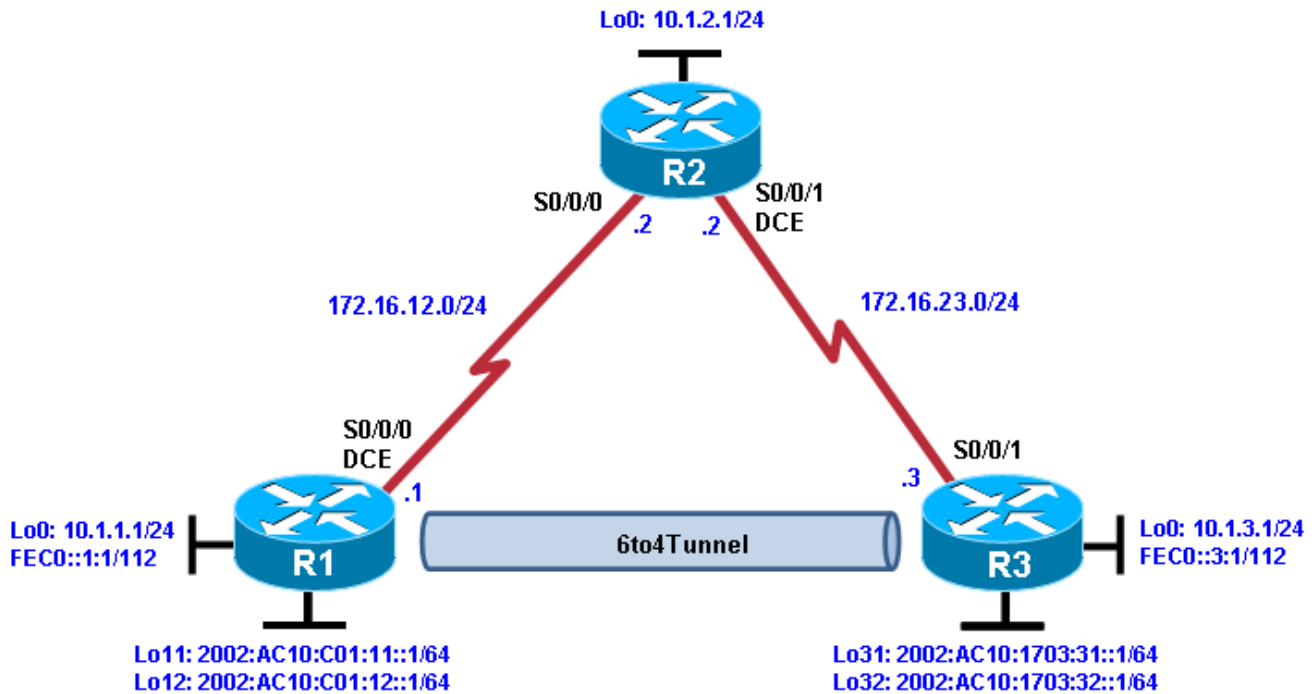 Lo0: 10.1.2.1/24
R2
S0/0/0
S0/0/1
DCE
.2
.2
172.16.12.0/24
172.16.23.0/24
S0/0/0
DCE
S0/0/1
.1
.3
Lo0: 10.1.1.1/24
FEC0::1:1/112
R1
6to4Tunnel
R3
Lo0: 10.1.3.1/24
FEC0::3:1/112
Lo11: 2002:AC10:C01:11::1/64
Lo12: 2002:AC10:C01:12::1/64
Lo31: 2002:AC10:1703:31::1/64
Lo32: 2002:AC10:1703:32::1/64